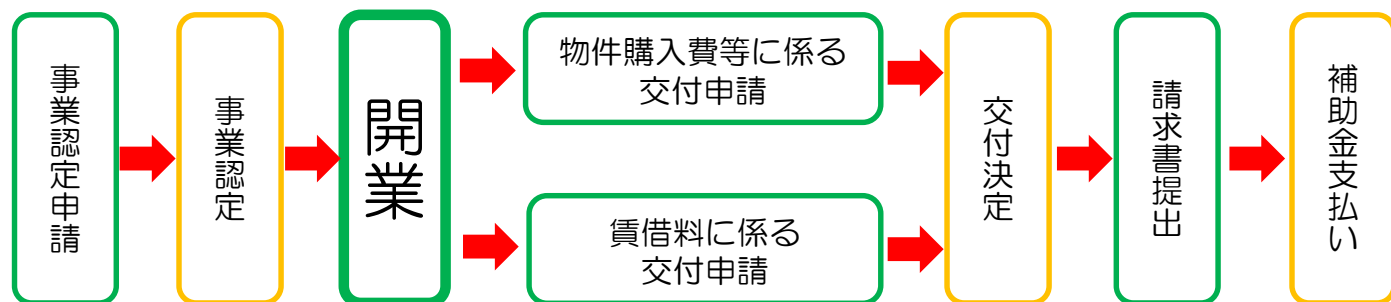 事業認定申請
事業認定
開業
物件購入費等に係る
交付申請
賃借料に係る
交付申請
交付決定
請求書提出
補助金支払い